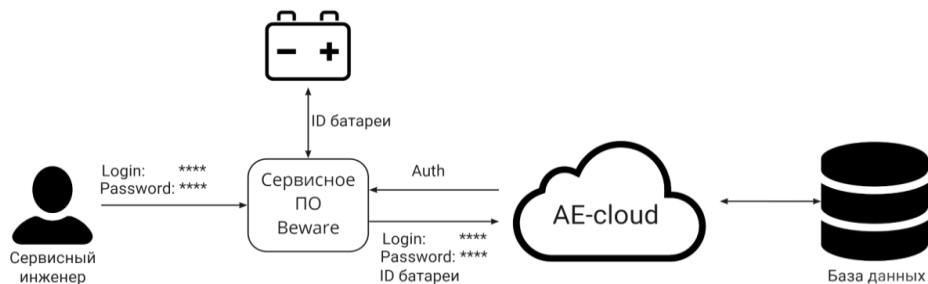 ID батареи
Login: ****
Password: ****
Сервисное
ПО
Beware
Auth
AE-cloud
Login: ****
Password: ****
ID батареи
Сервисный
инженер
База данных